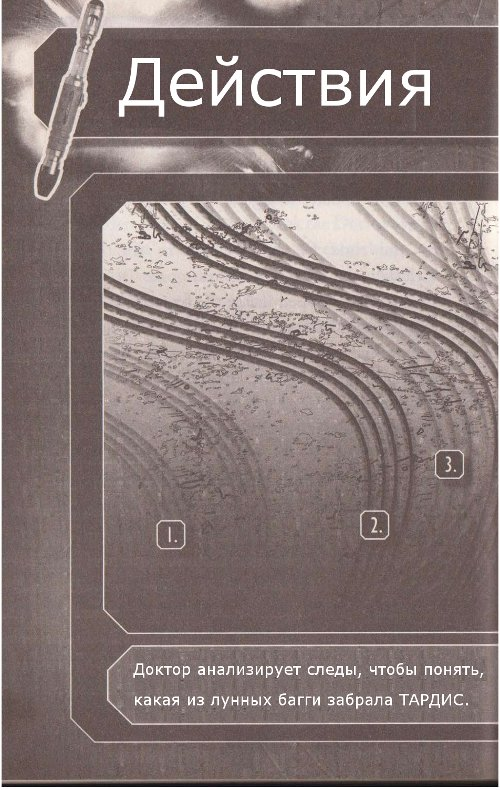 Действия
1.
2.
3.
Доктор анализирует следы, чтобы понять,
какая из лунных багги забрала ТАРДИС.